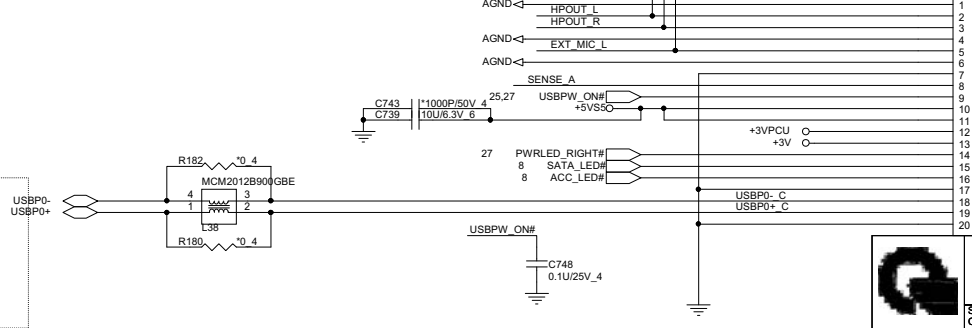 AGND 1
HPOUT_L 2
HPOUT_R 3
AGND 4
EXT_MIC_L 5
AGND 6
7
SENSE_A 8
25,27 USBPW_ON# 9
C743 *1000P/50V_4 +5VS5 10
C739 10U/6.3V_6 11
+3VPCU 12
+3V 13
27 PWRLED_RIGHT# 14
8 SATA_LED# 15
8 ACC_LED# 16
R182 *0_4
17
MCM2012B900GBE
USBP0- 4 3 USBP0-_C 18
USBP0+ 1 2 USBP0+_C 19
L38 20
R180 *0_4
USBPW_ON#
C748
0.1U/25V_4